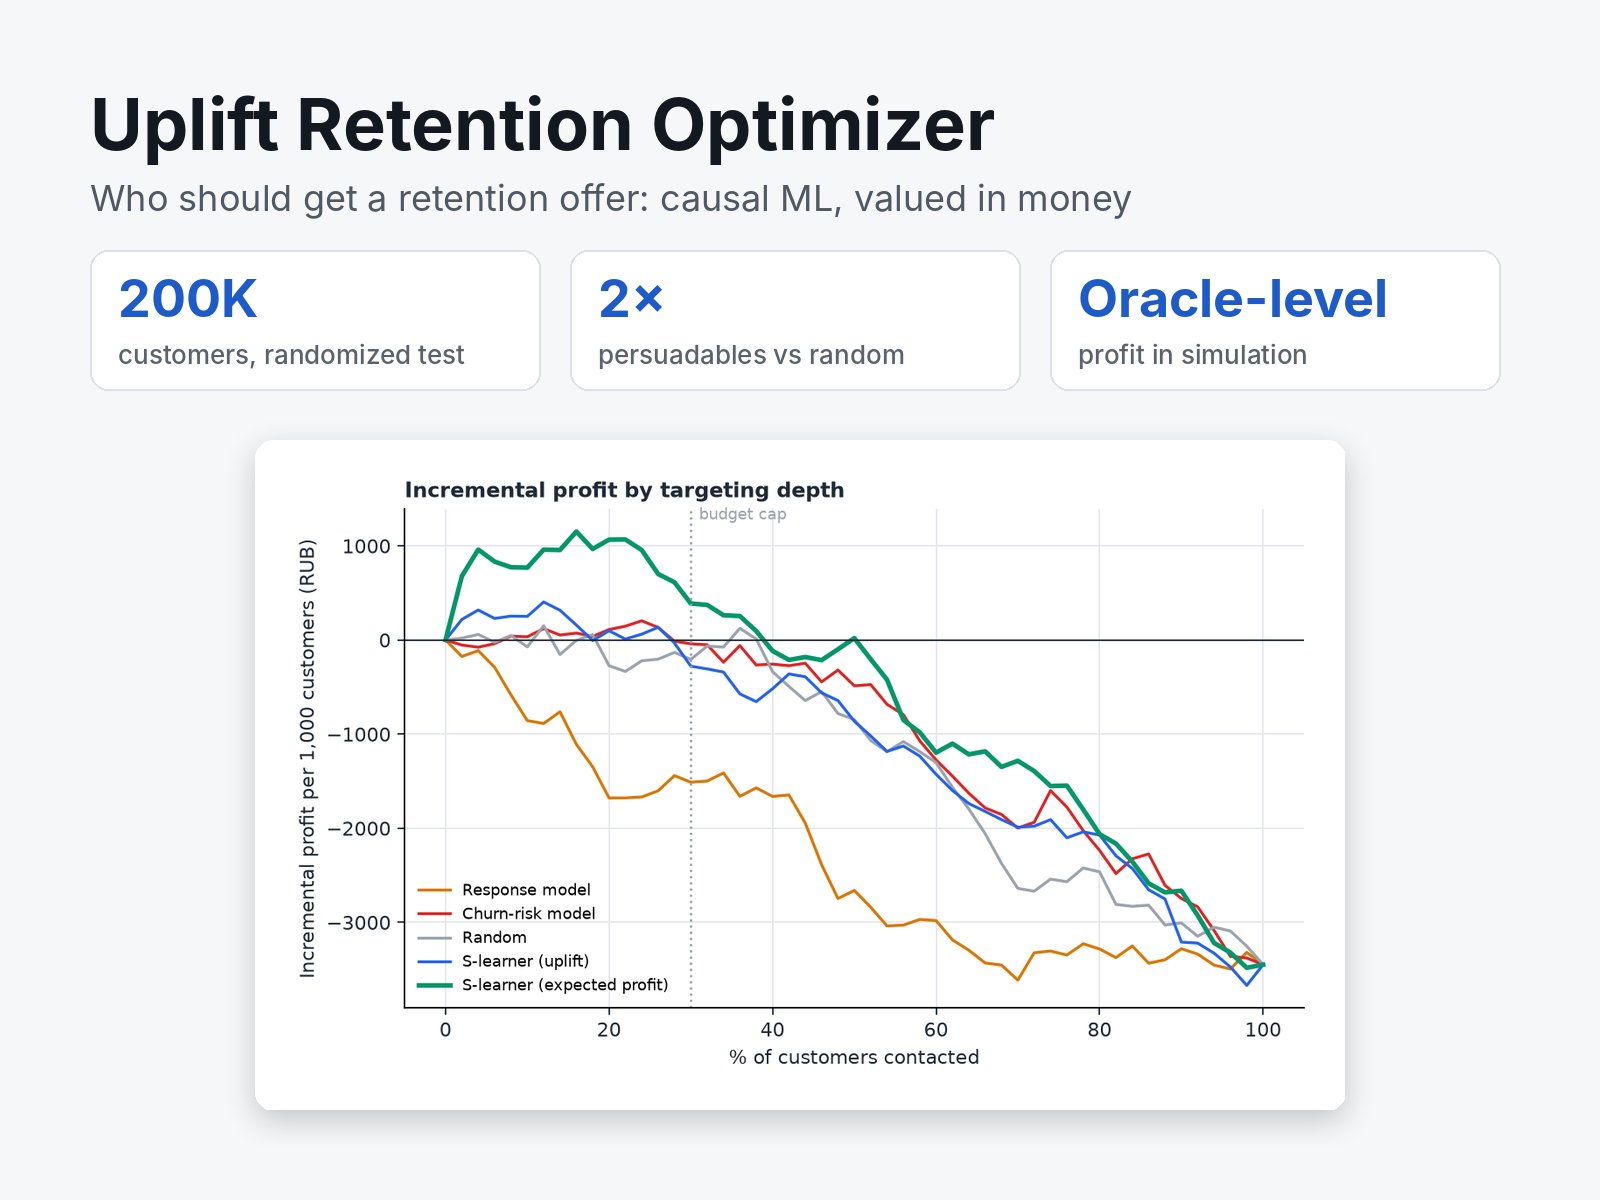 Uplift Retention Optimizer
Who should get a retention offer: causal ML, valued in money
200K
customers, randomized test
2×
persuadables vs random
Oracle-level
profit in simulation
Incremental profit by targeting depth
budget cap
Incremental profit per 1,000 customers (RUB)
1000
0
−1000
−2000
−3000
Response model
Churn-risk model
Random
S-learner (uplift)
S-learner (expected profit)
0 20 40 60 80 100
% of customers contacted